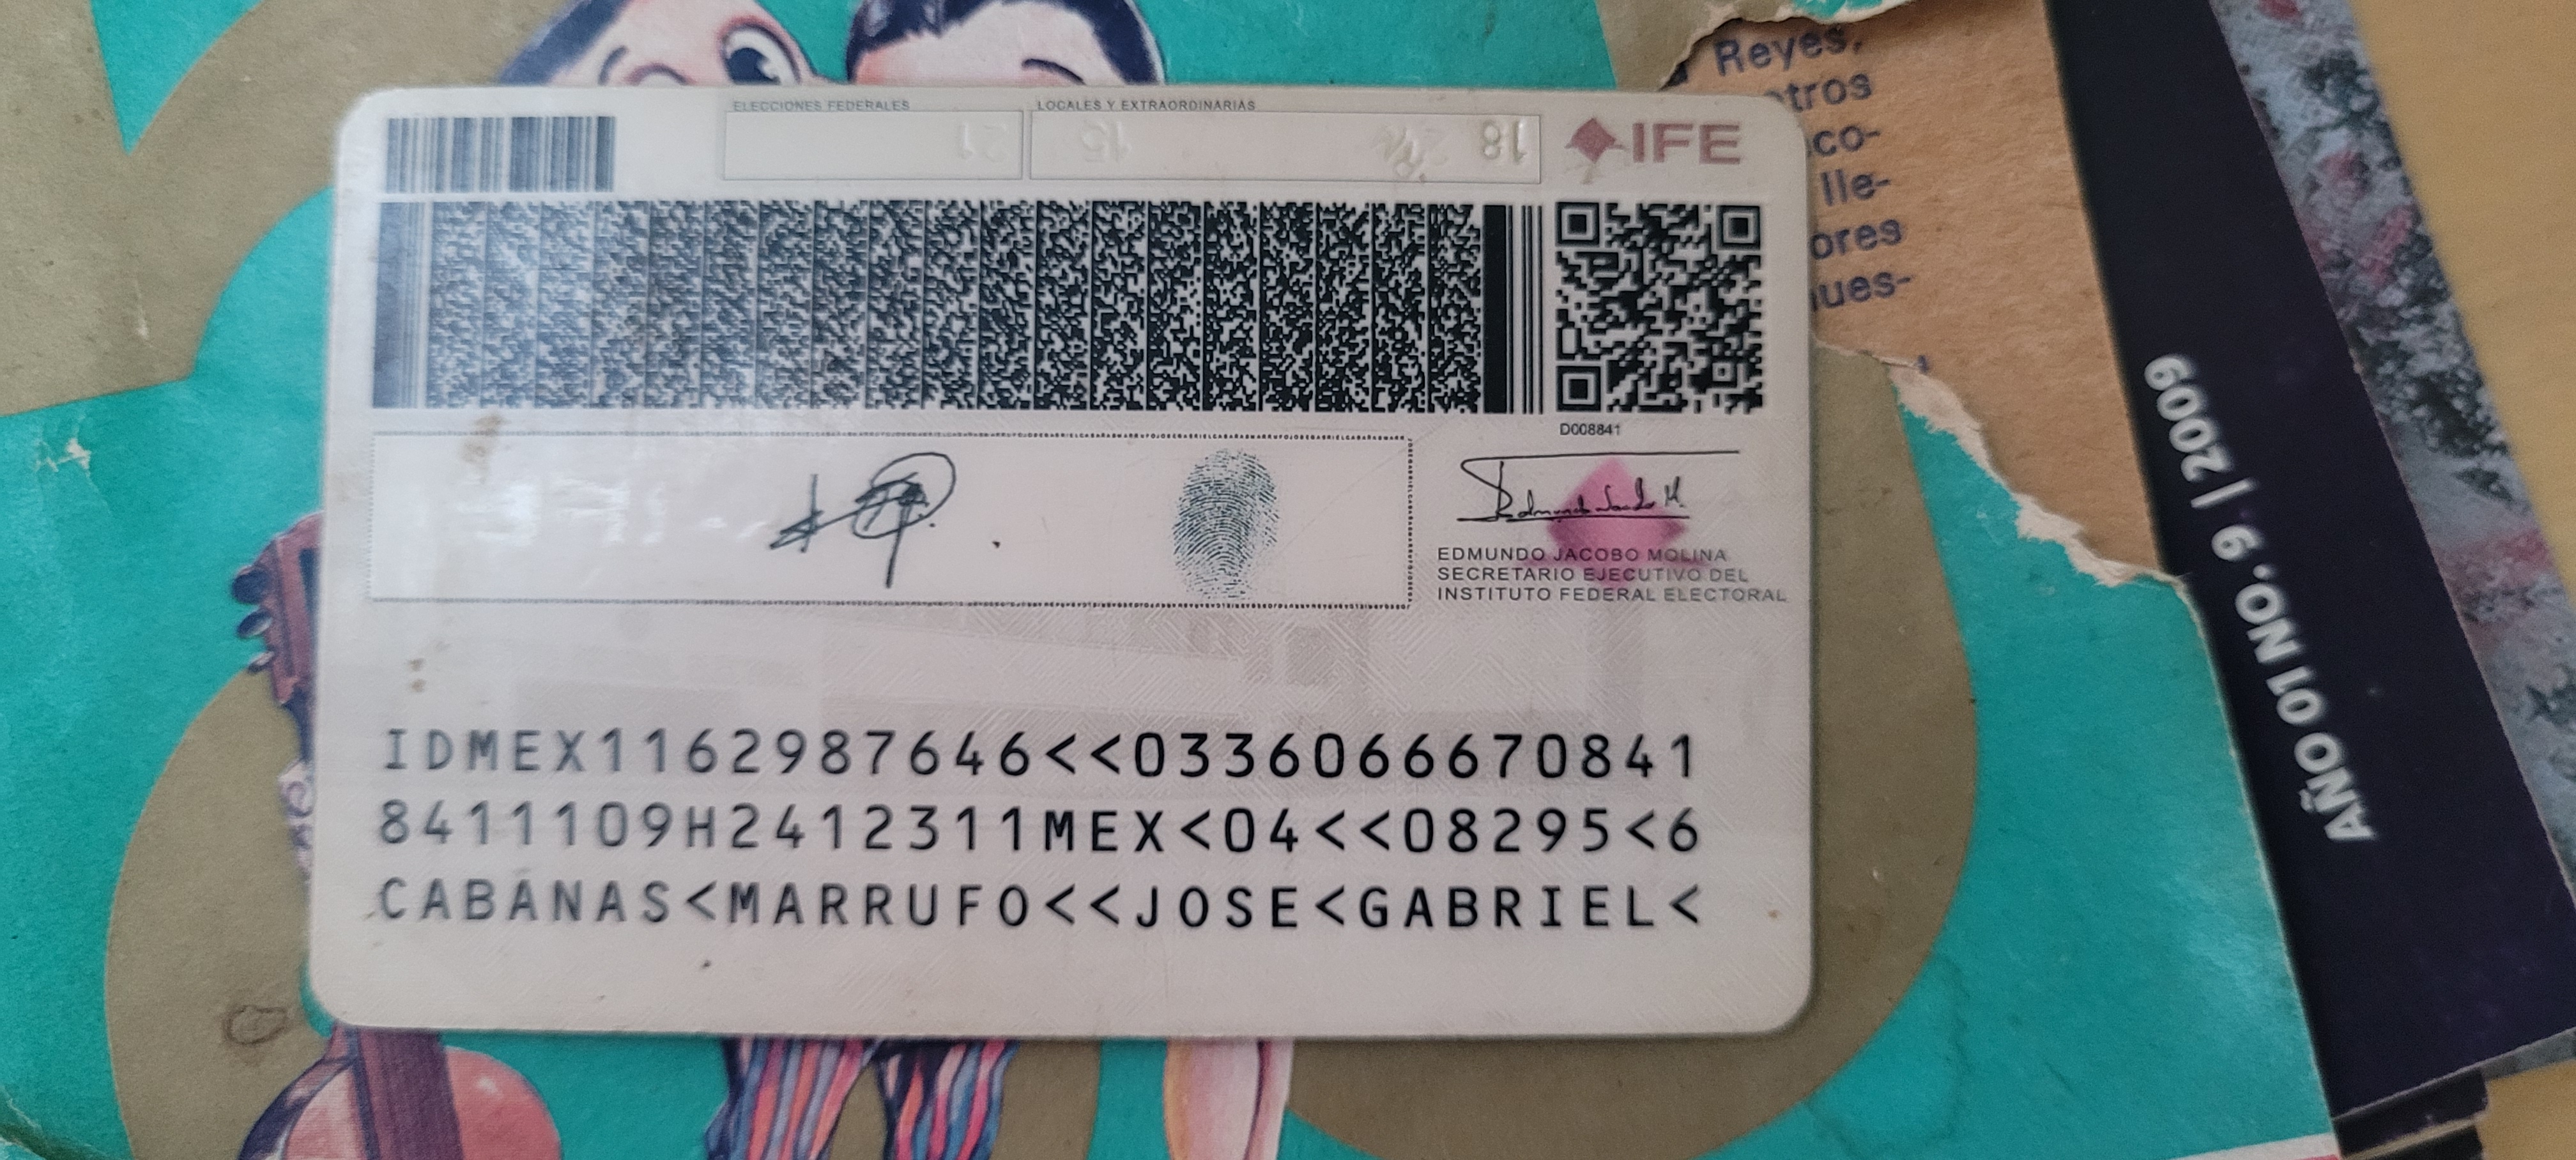 Reyes,
otros
co-
lle-
ores
ues-
ELECCIONES FEDERALES
LOCALES Y EXTRAORDINARIAS
21
15
18
IFE
D008841
EDMUNDO JACOBO MOLINA
SECRETARIO EJECUTIVO DEL
INSTITUTO FEDERAL ELECTORAL
IDMEX1162987646<<0336066670841
8411109H2412311MEX<04<<08295<6
CABANAS<MARRUFO<<JOSE<GABRIEL<
AÑO 01 NO. 9 | 2009